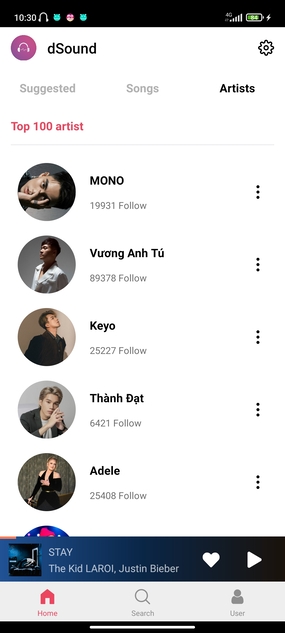 10:30
4G
dSound
Suggested
Songs
Artists
Top 100 artist
MONO
19931 Follow
Vương Anh Tú
89378 Follow
Keyo
25227 Follow
Thành Đạt
6421 Follow
Adele
25408 Follow
STAY
The Kid LAROI, Justin Bieber
Home
Search
User